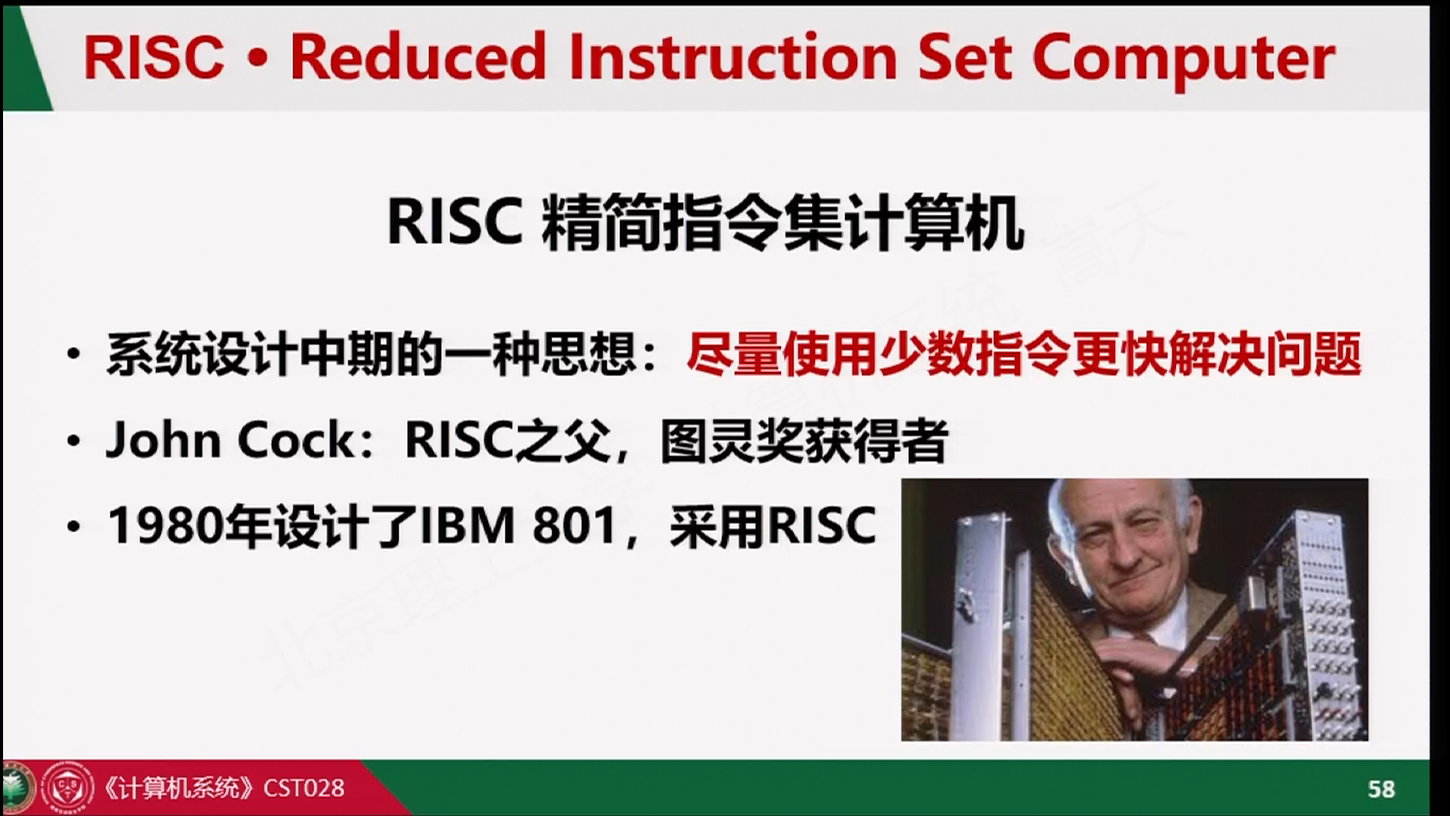 RISC • Reduced Instruction Set Computer
RISC 精简指令集计算机
• 系统设计中期的一种思想：尽量使用少数指令更快解决问题
• John Cock：RISC之父，图灵奖获得者
• 1980年设计了IBM 801，采用RISC
北京理工大学 计算机系统 嵩天
《计算机系统》CST028
58